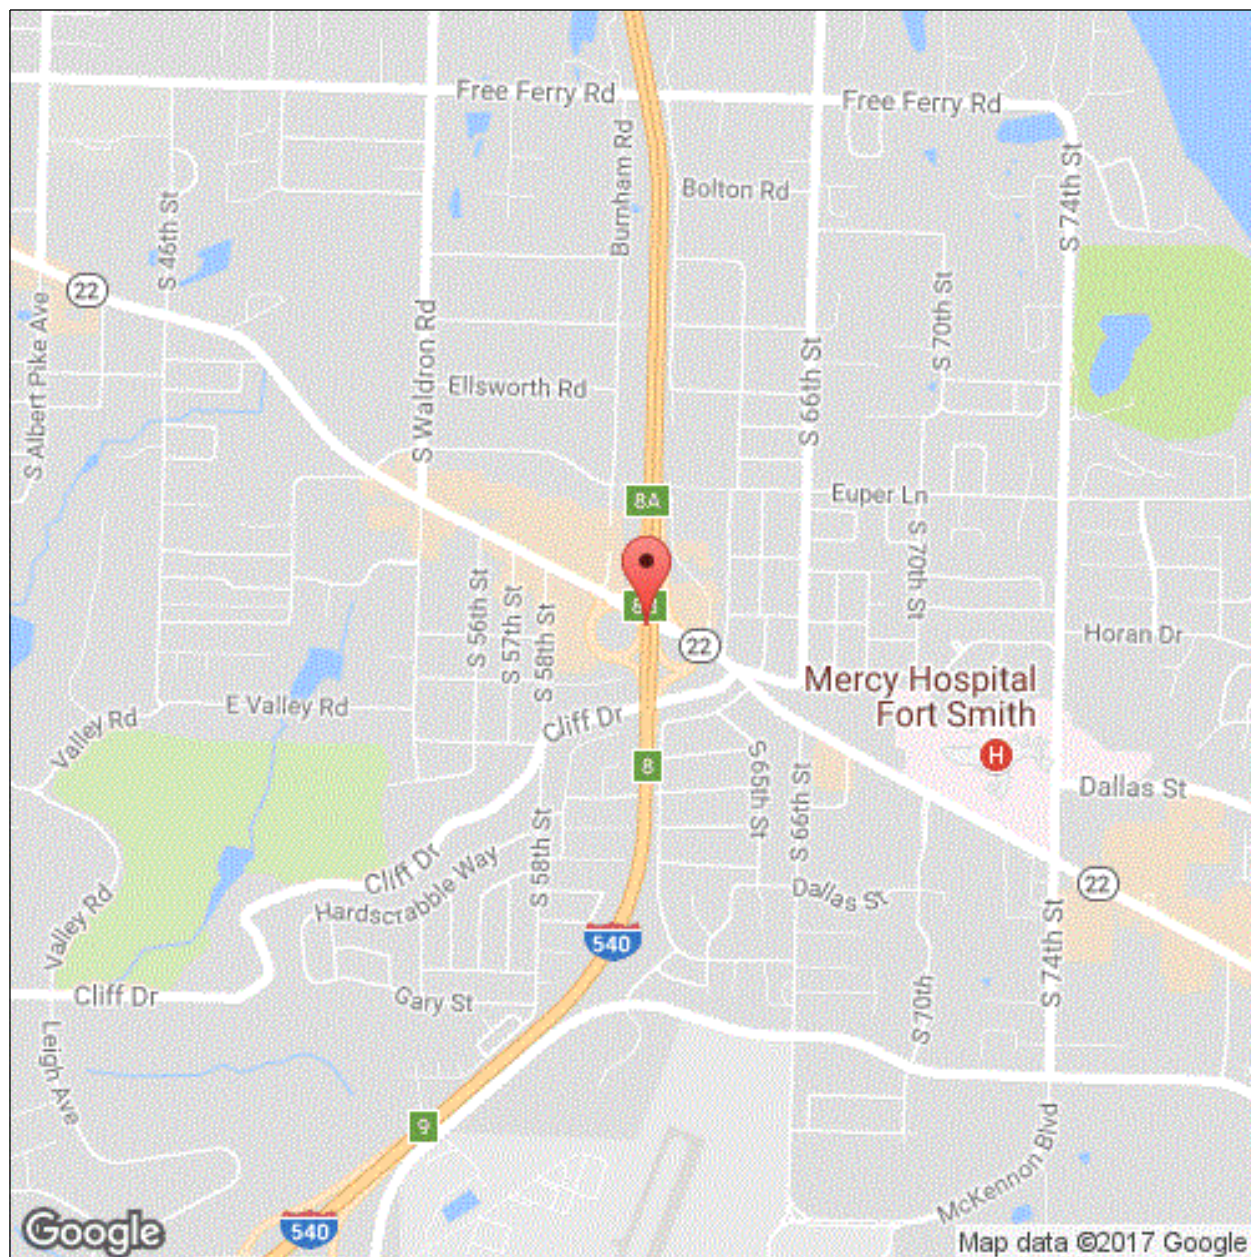 Free Ferry Rd
Free Ferry Rd
Burnham Rd
Bolton Rd
S 74th St
S 46th St
22
S Albert Pike Ave
S Waldron Rd
S 70th St
Ellsworth Rd
S 66th St
8A
Euper Ln
S 70th St
S 56th St
S 57th St
S 58th St
22
Horan Dr
Mercy Hospital
Fort Smith
H
Valley Rd
E Valley Rd
Cliff Dr
8
S 65th St
S 66th St
Dallas St
Cliff Dr
Hardscrabble Way
S 58th St
Dallas St
22
Valley Rd
540
S 74th St
Cliff Dr
Gary St
S 70th
Leigh Ave
9
McKennon Blvd
540
Google
Map data ©2017 Google